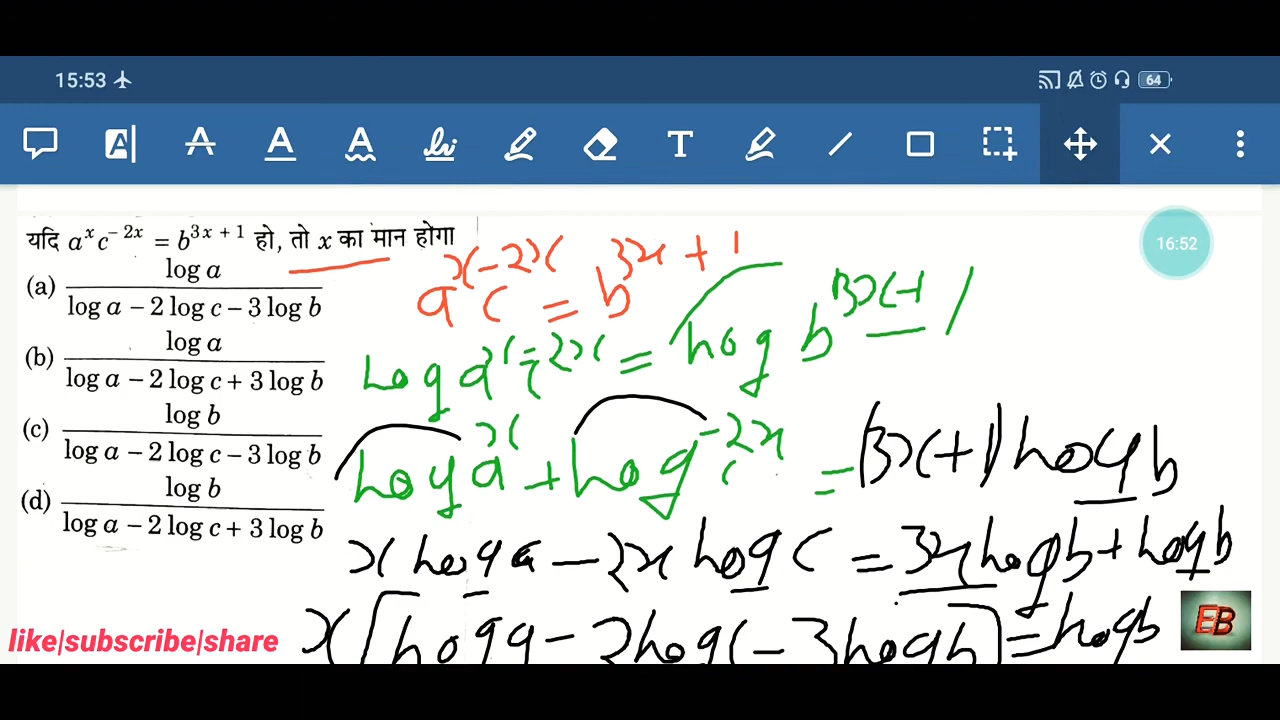 15:53
64
16:52
यदि a^x c^{-2x} = b^{3x + 1} हो, तो x का मान होगा
(a) log a / (log a − 2 log c − 3 log b)
(b) log a / (log a − 2 log c + 3 log b)
(c) log b / (log a − 2 log c − 3 log b)
(d) log b / (log a − 2 log c + 3 log b)
a^x c^{-2x} = b^{3x + 1}
log a^x c^{-2x} = log b^{(3x+1)}
log a^x + log c^{-2x} = (3x+1) log b
x log a − 2x log c = 3x log b + log b
x [log a − 2 log c − 3 log b] = log b
like|subscribe|share
EB